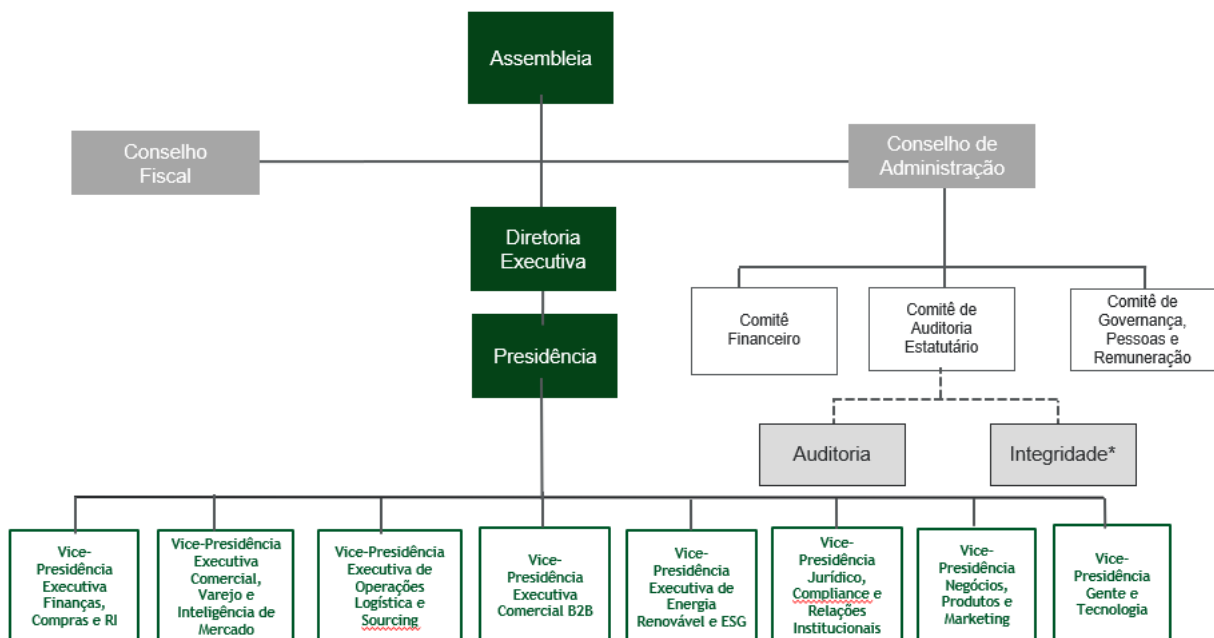 Assembleia
Conselho
Fiscal
Conselho de
Administração
Diretoria
Executiva
Comitê
Financeiro
Comitê de
Auditoria
Estatutário
Comitê de
Governança,
Pessoas e
Remuneração
Presidência
Auditoria
Integridade*
Vice-
Presidência
Executiva
Finanças,
Compras e RI
Vice-Presidência
Executiva
Comercial,
Varejo e
Inteligência de
Mercado
Vice-Presidência
Executiva de
Operações
Logística e
Sourcing
Vice-
Presidência
Executiva
Comercial B2B
Vice-
Presidência
Executiva de
Energia
Renovável e ESG
Vice-
Presidência
Jurídico,
Compliance e
Relações
Institucionais
Vice-
Presidência
Negócios,
Produtos e
Marketing
Vice-
Presidência
Gente e
Tecnologia